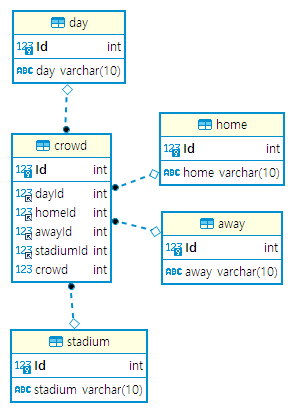 day
123 Id int
ABC day varchar(10)
home
123 Id int
ABC home varchar(10)
crowd
123 Id int
123 dayId int
123 homeId int
123 awayId int
123 stadiumId int
123 crowd int
away
123 Id int
ABC away varchar(10)
stadium
123 Id int
ABC stadium varchar(10)